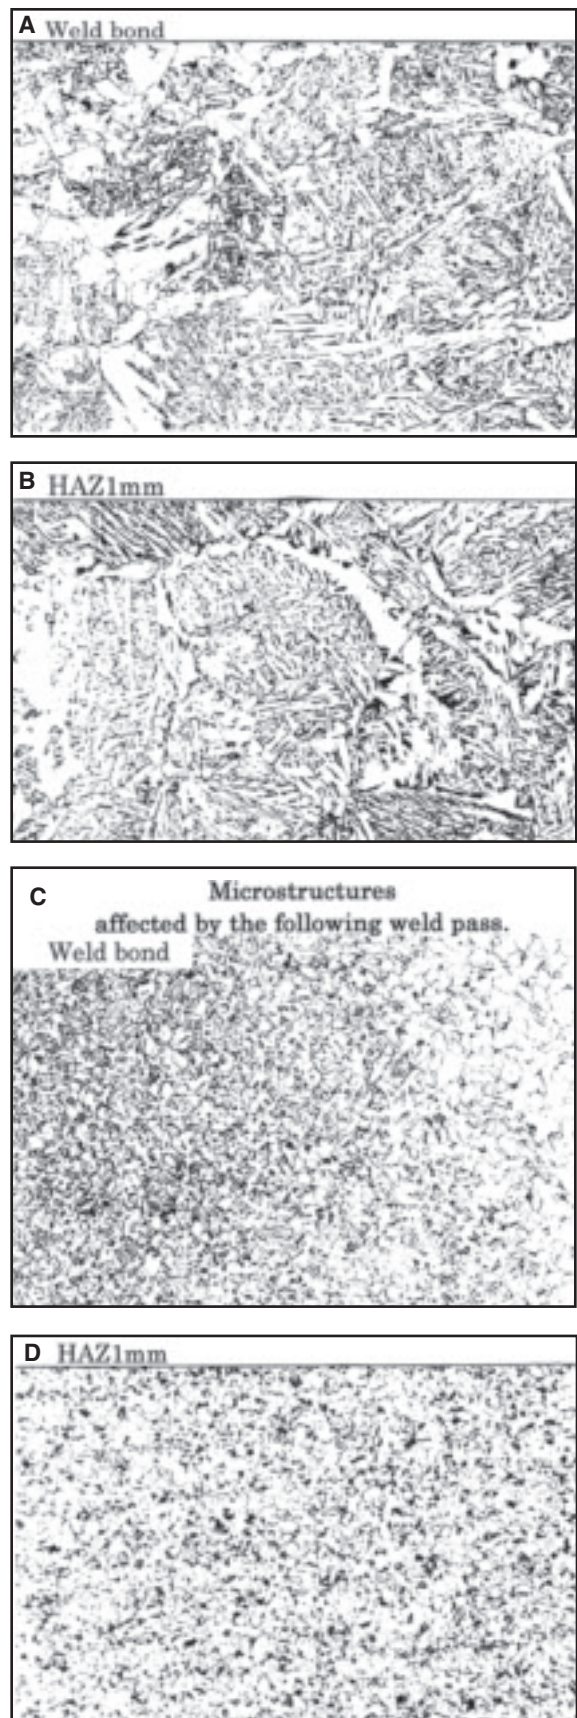 A Weld bond
B HAZ1mm
C Microstructures
affected by the following weld pass.
Weld bond
D HAZ1mm